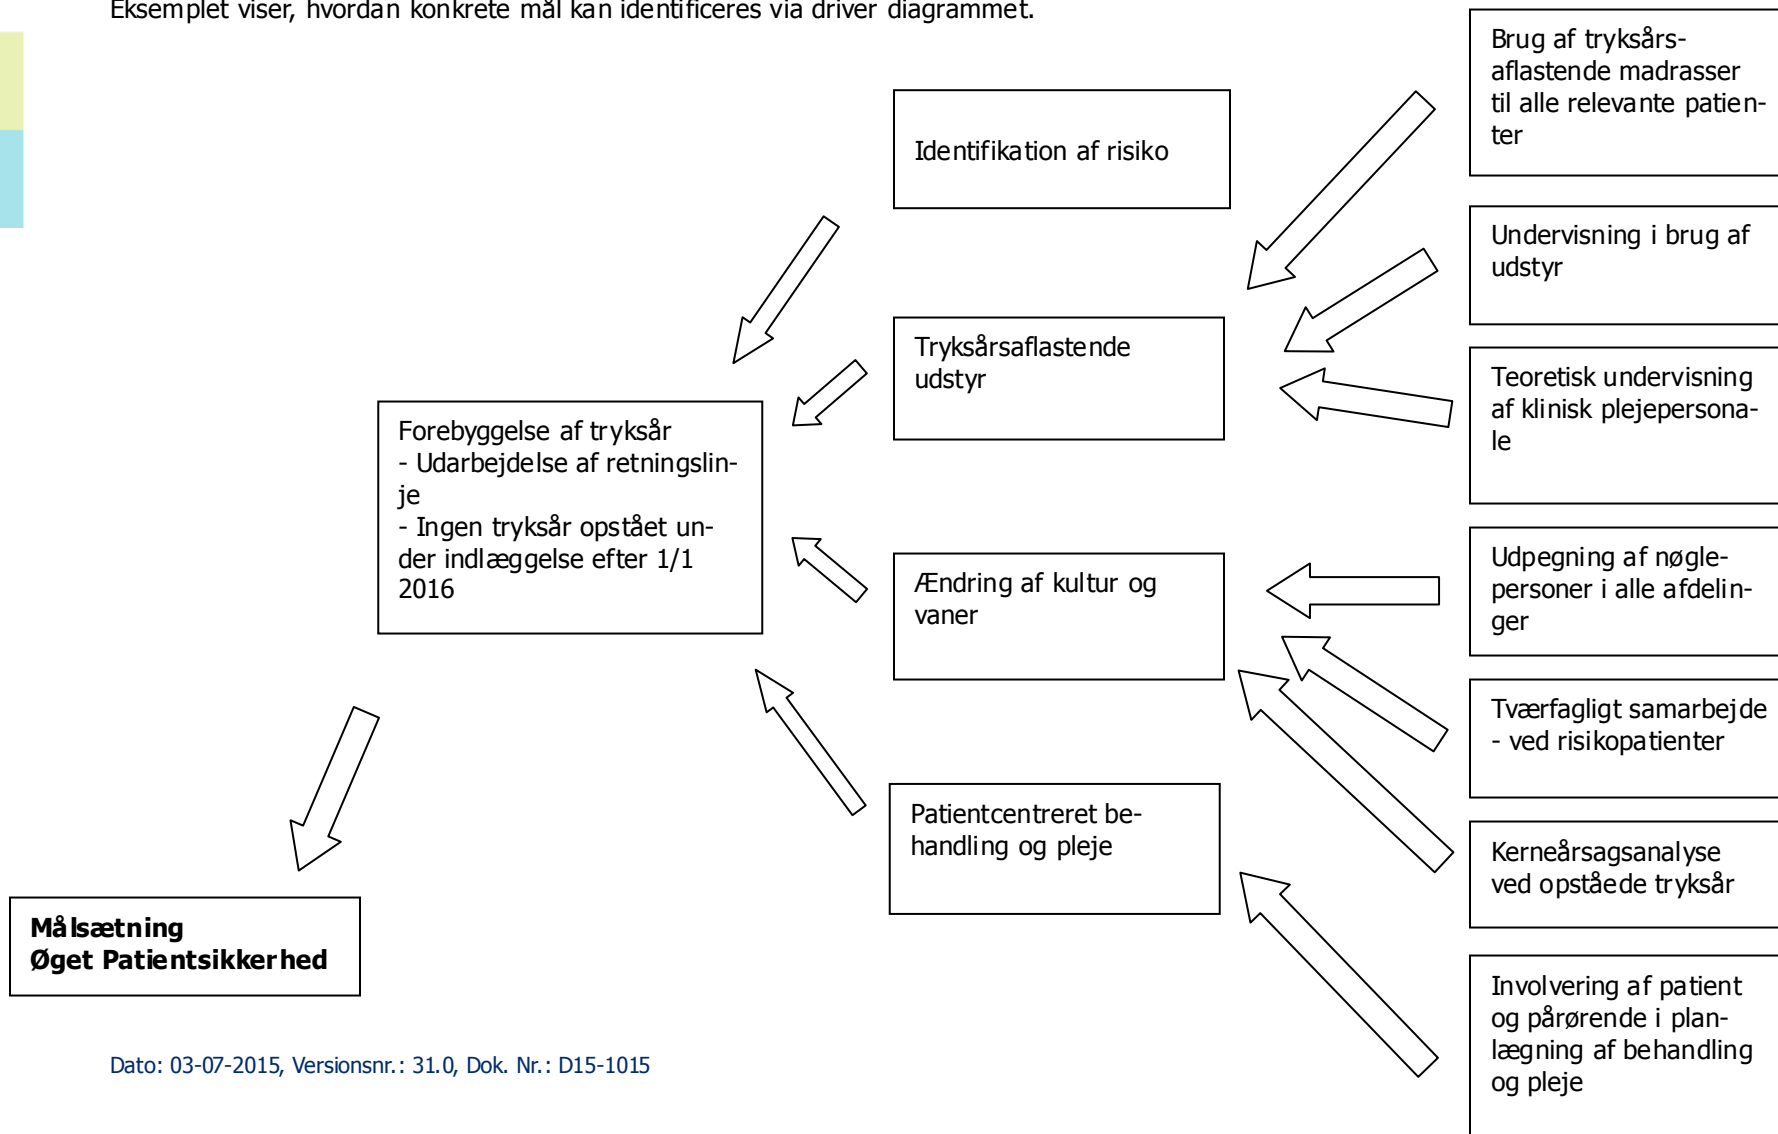 Eksemplet viser, hvordan konkrete mål kan identificeres via driver diagrammet.
Brug af tryksårs-
aflastende madrasser
til alle relevante patien-
ter
Identifikation af risiko
Undervisning i brug af
udstyr
Tryksårsaflastende
udstyr
Teoretisk undervisning
af klinisk plejepersona-
le
Forebyggelse af tryksår
- Udarbejdelse af retningslin-
je
- Ingen tryksår opstået un-
der indlæggelse efter 1/1
2016
Ændring af kultur og
vaner
Udpegning af nøgle-
personer i alle afdelin-
ger
Tværfagligt samarbejde
- ved risikopatienter
Patientcentreret be-
handling og pleje
Kerneårsagsanalyse
ved opståede tryksår
Målsætning
Øget Patientsikkerhed
Involvering af patient
og pårørende i plan-
lægning af behandling
og pleje
Dato: 03-07-2015, Versionsnr.: 31.0, Dok. Nr.: D15-1015